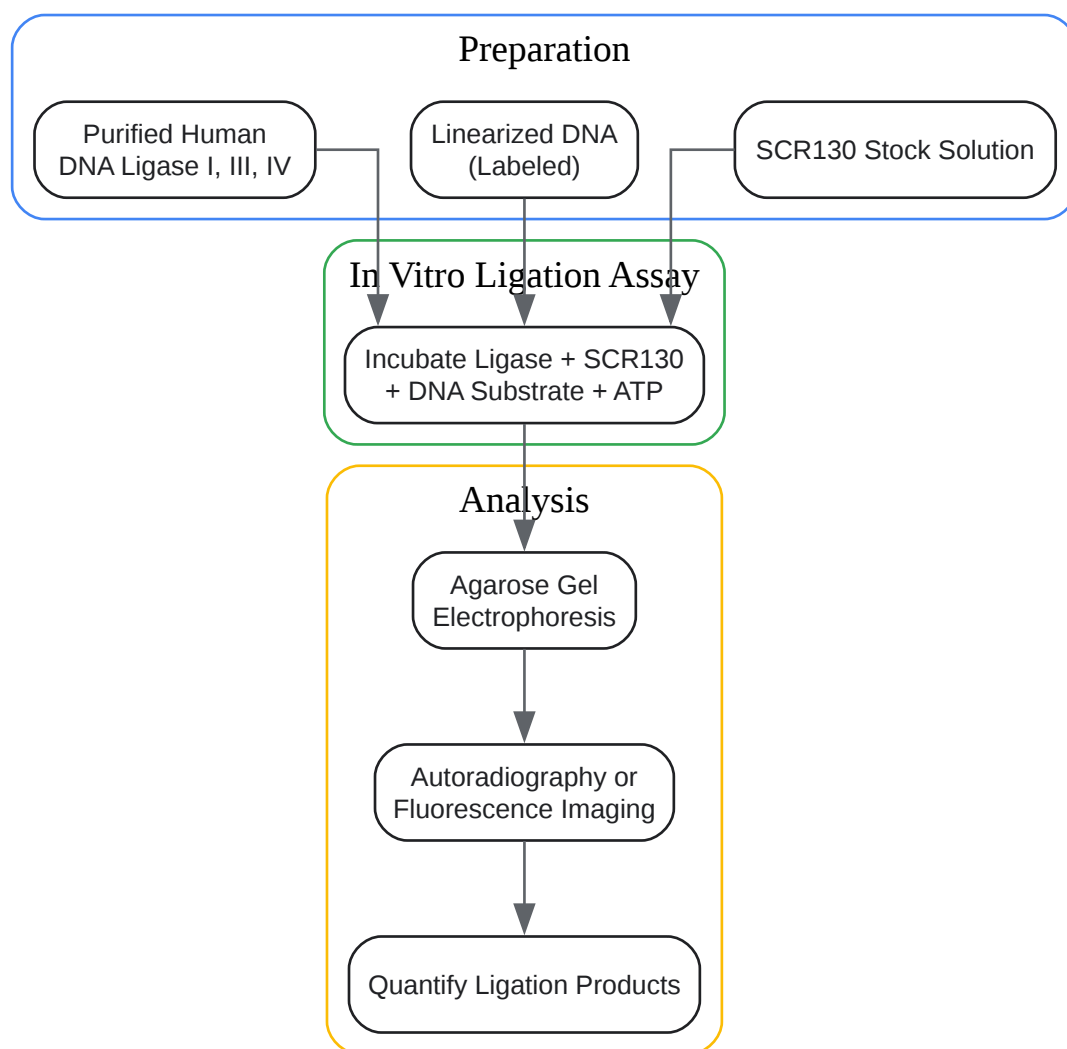 Preparation
Purified Human
DNA Ligase I, III, IV
Linearized DNA
(Labeled)
SCR130 Stock Solution
In Vitro Ligation Assay
Incubate Ligase + SCR130
+ DNA Substrate + ATP
Analysis
Agarose Gel
Electrophoresis
Autoradiography or
Fluorescence Imaging
Quantify Ligation Products